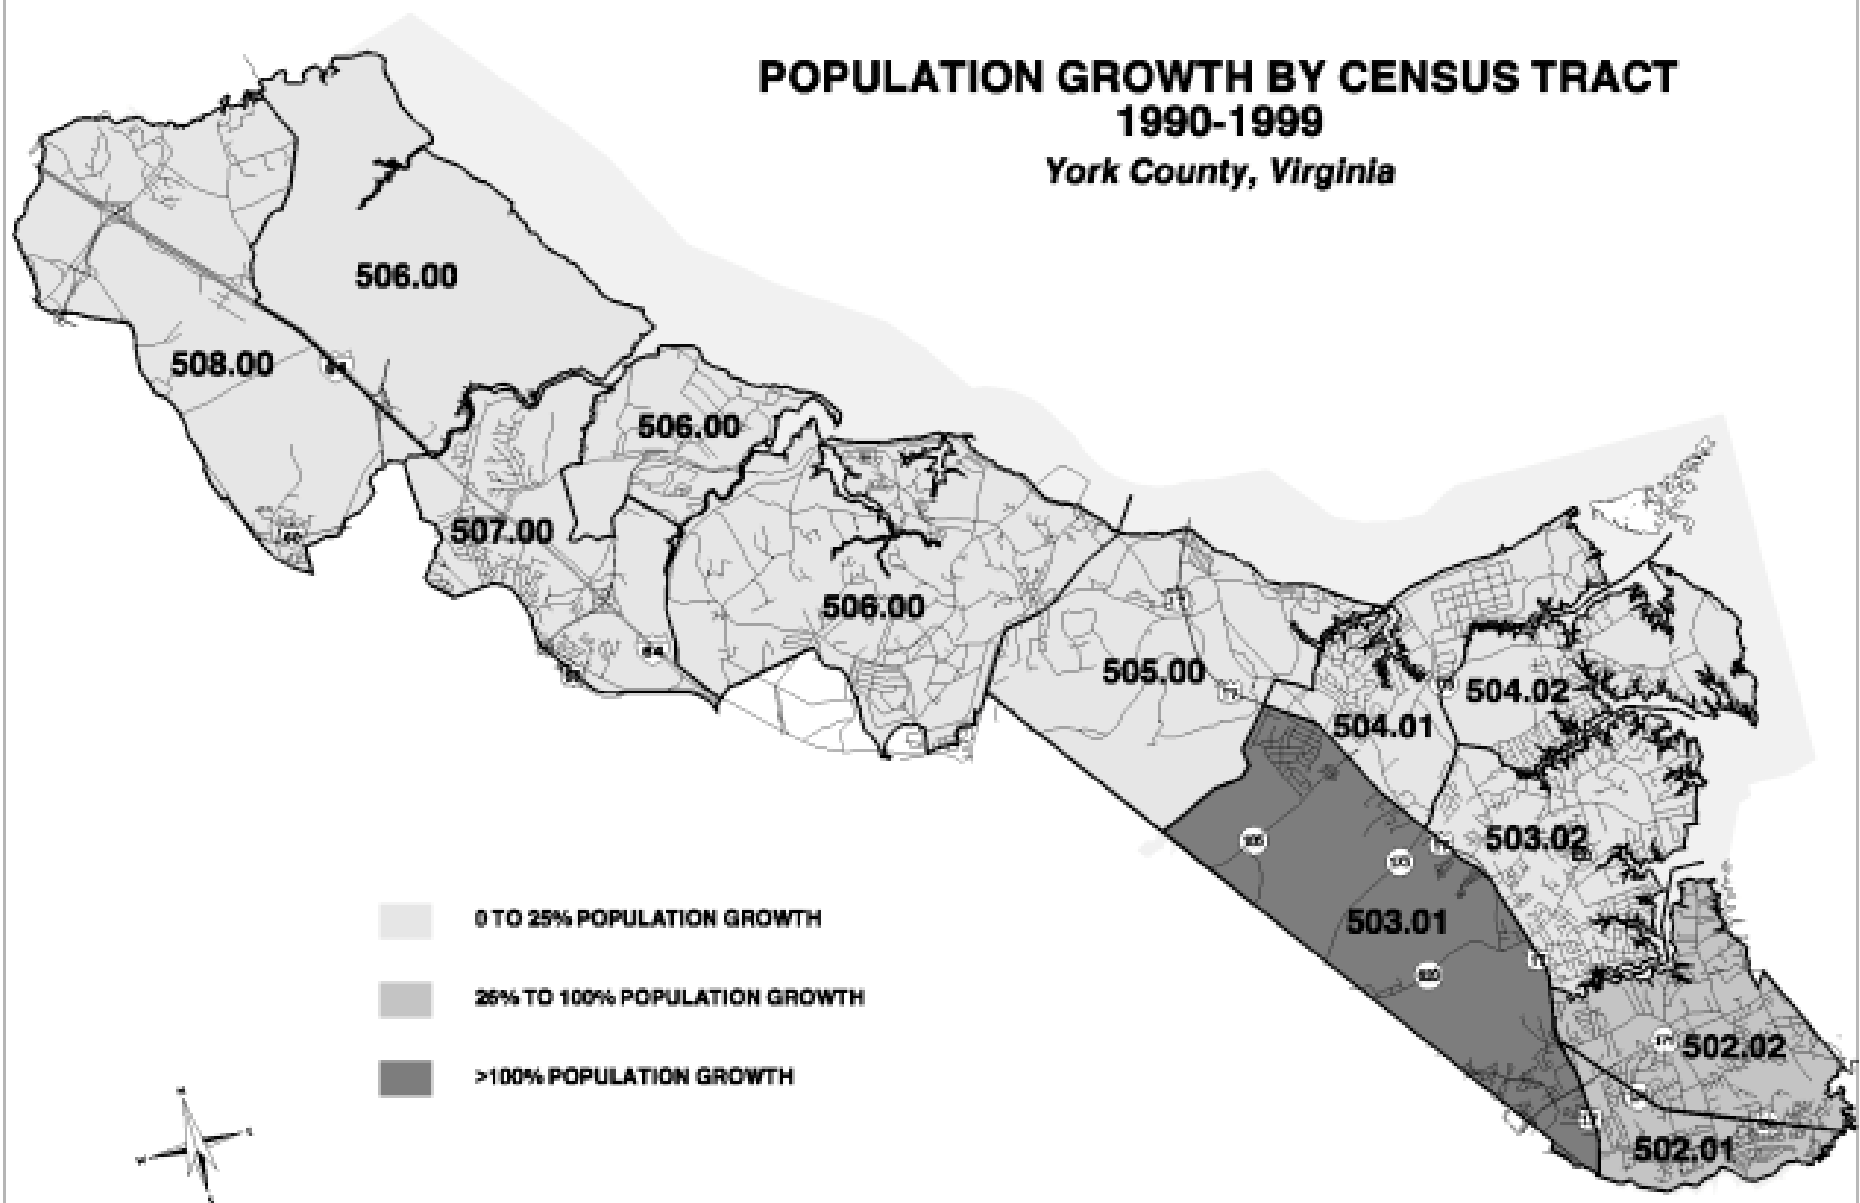 POPULATION GROWTH BY CENSUS TRACT
1990-1999
York County, Virginia
506.00
508.00
506.00
507.00
64
506.00
505.00
504.02
504.01
503.02
503.01
502.02
502.01
0 TO 25% POPULATION GROWTH
25% TO 100% POPULATION GROWTH
>100% POPULATION GROWTH